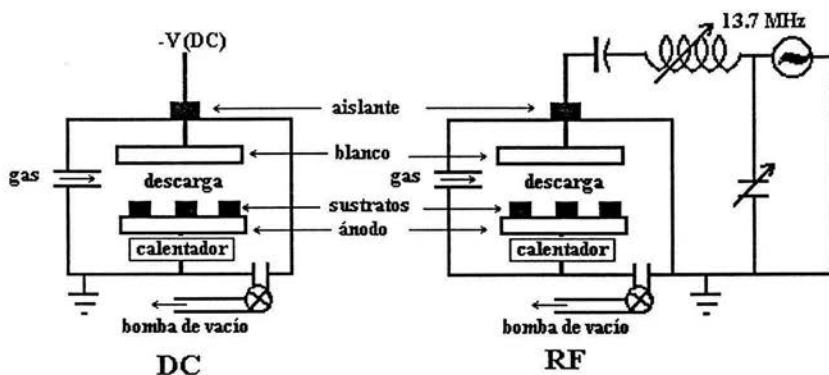 -V(DC)
13.7 MHz
aislante
blanco
gas
descarga
gas
descarga
sustratos
ánodo
calentador
calentador
bomba de vacío
bomba de vacío
DC
RF